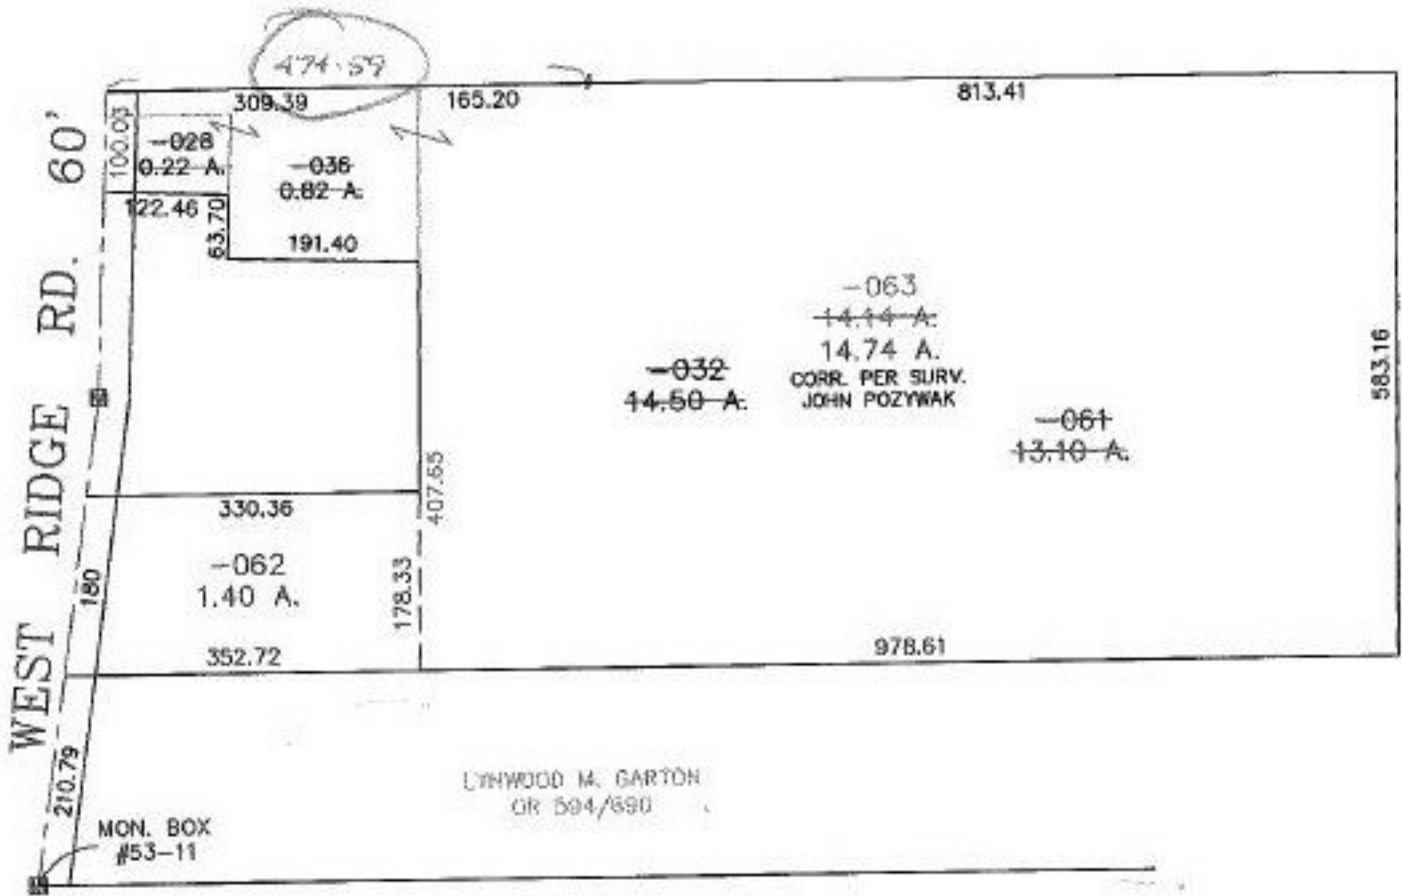 474.59
309.39
165.20
813.41
100.03
-028
0.22 A.
-036
0.82 A.
122.46
63.70
191.40
WEST RIDGE RD. 60'
-063
14.14 A.
14.74 A.
CORR. PER SURV.
JOHN POZYWAK
-032
14.50 A.
-061
13.10 A.
583.16
407.65
330.36
-062
1.40 A.
180
178.33
352.72
978.61
210.79
LYNWOOD M. GARTON
OR 594/690
MON. BOX
#53-11